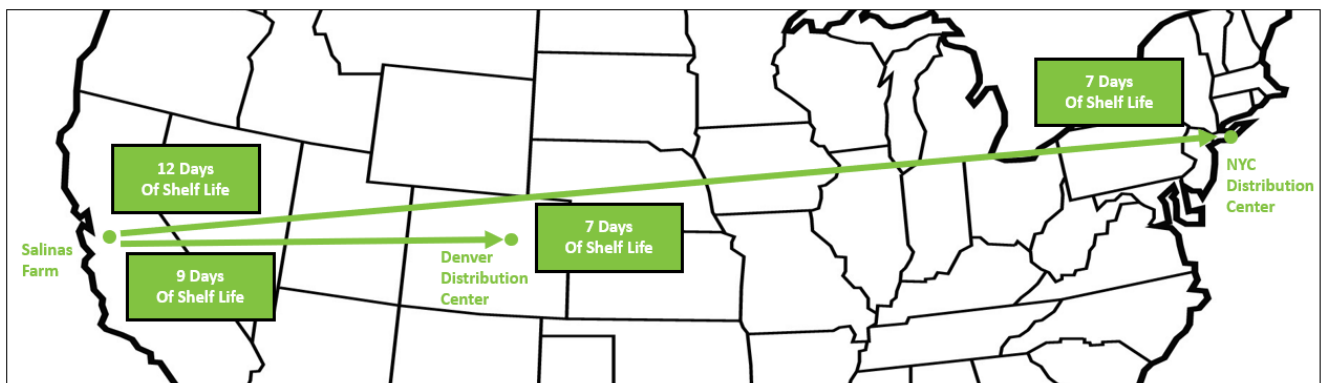 7 Days
Of Shelf Life
12 Days
Of Shelf Life
NYC
Distribution
Center
7 Days
Of Shelf Life
Salinas
Farm
Denver
Distribution
Center
9 Days
Of Shelf Life